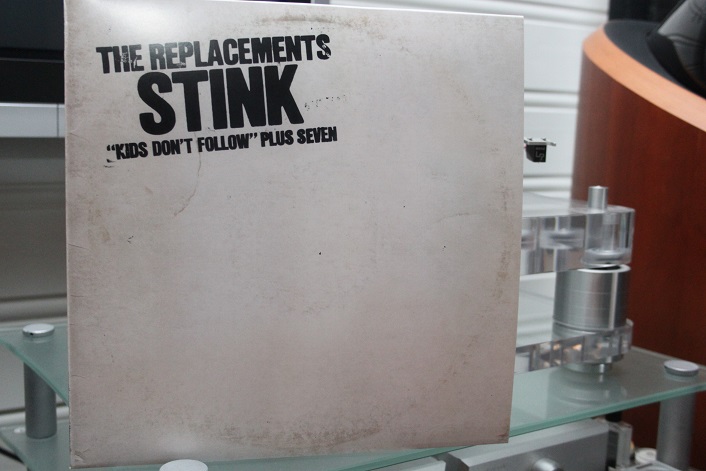 THE REPLACEMENTS
STINK
"KIDS DON'T FOLLOW" PLUS SEVEN